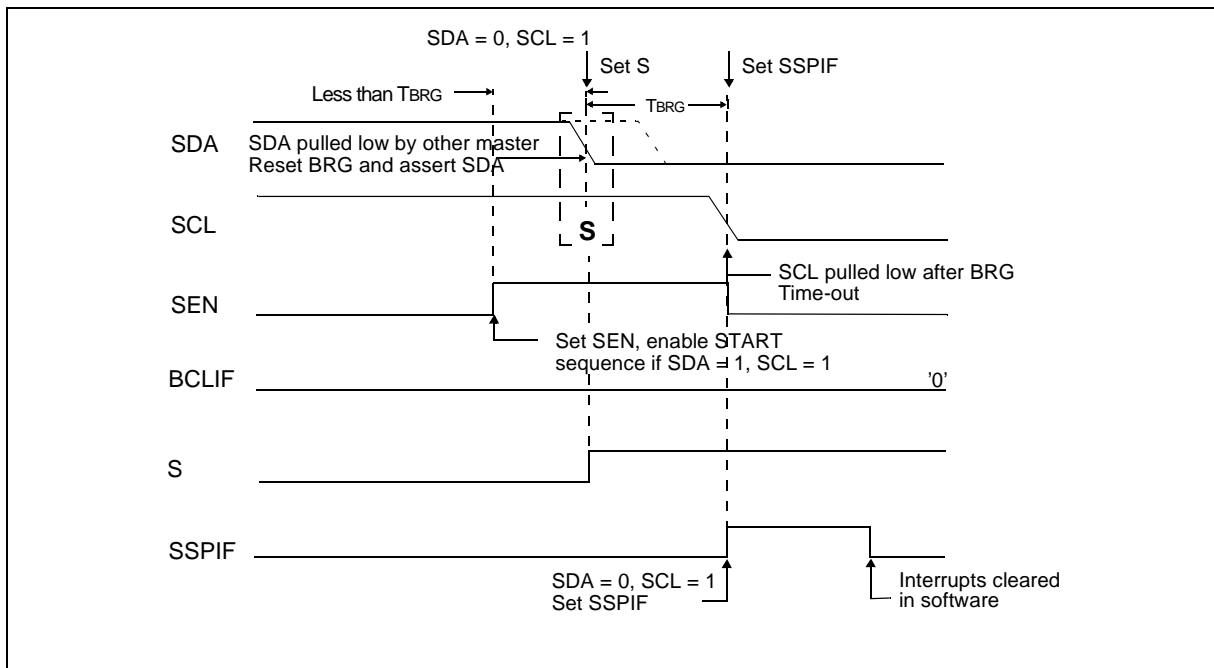 SDA = 0, SCL = 1
Set S
Set SSPIF
Less than TBRG
TBRG
SDA
SDA pulled low by other master
Reset BRG and assert SDA
SCL
S
SCL pulled low after BRG
Time-out
SEN
Set SEN, enable START
sequence if SDA = 1, SCL = 1
BCLIF
'0'
S
SSPIF
SDA = 0, SCL = 1
Set SSPIF
Interrupts cleared
in software